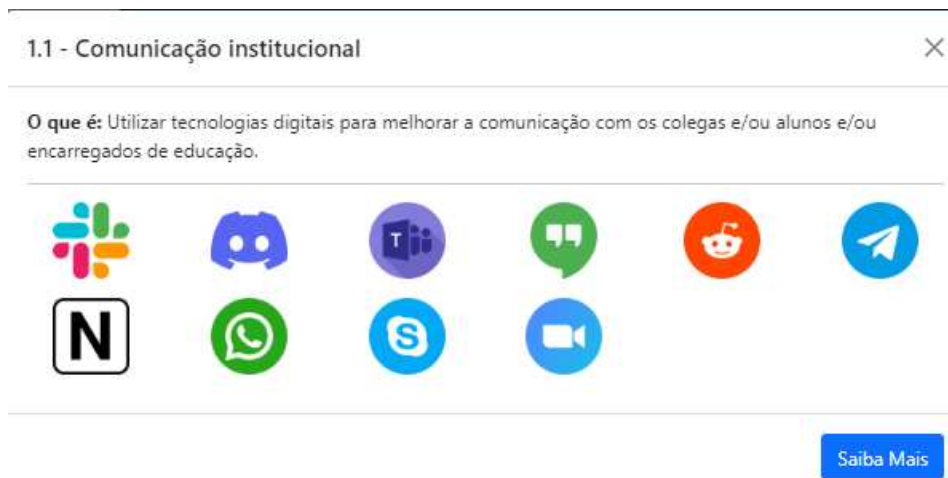 1.1 - Comunicação institucional
O que é: Utilizar tecnologias digitais para melhorar a comunicação com os colegas e/ou alunos e/ou
encarregados de educação.
T
N
S
Saiba Mais